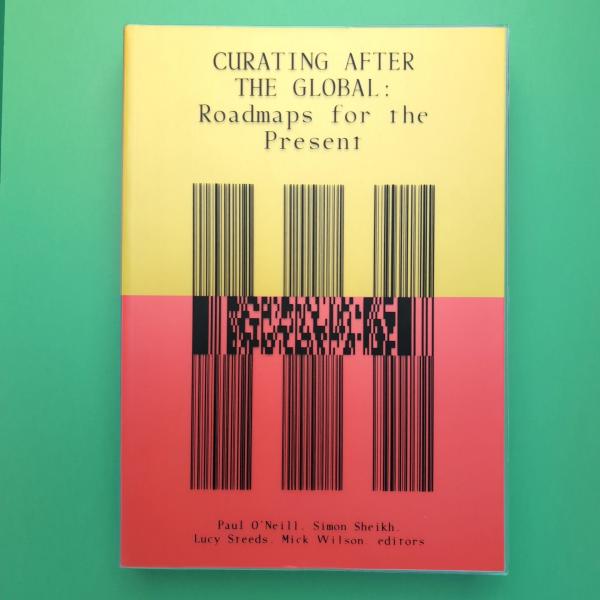 CURATING AFTER
THE GLOBAL:
Roadmaps for the
Present
Paul O'Neill, Simon Sheikh,
Lucy Steeds, Mick Wilson, editors